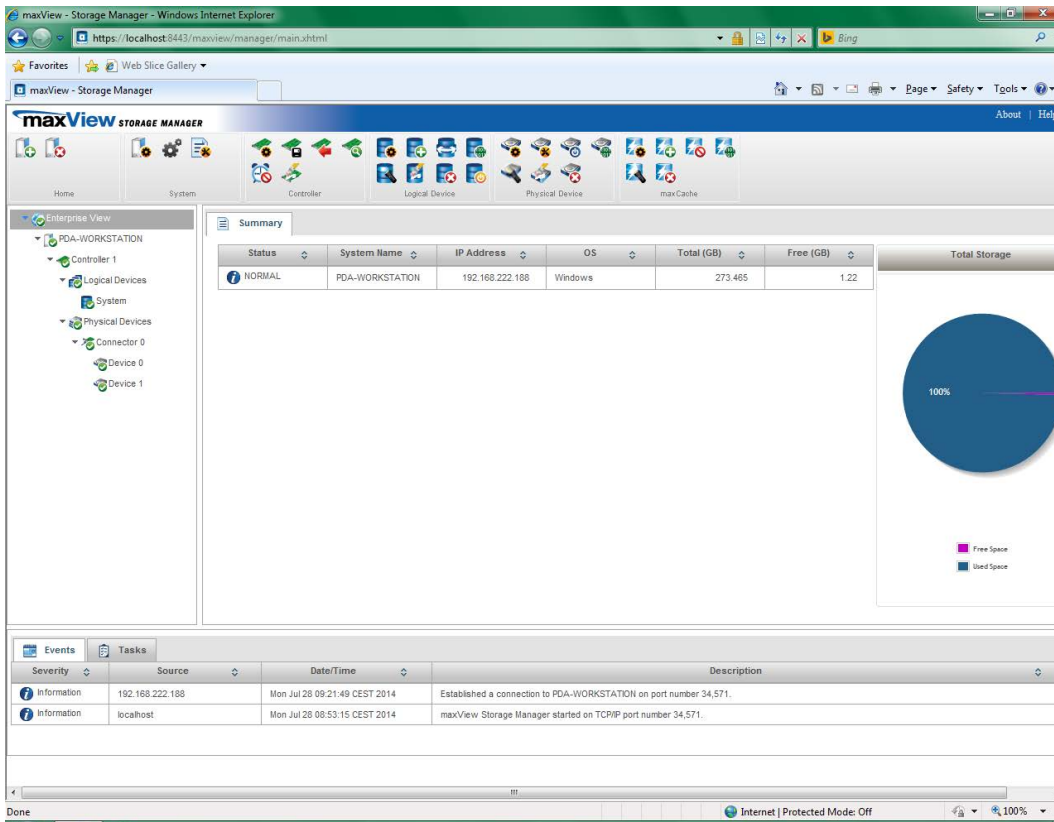 maxView - Storage Manager - Windows Internet Explorer
https://localhost:8443/maxview/manager/main.xhtml
Bing
Favorites
Web Slice Gallery
maxView - Storage Manager
Page
Safety
Tools
maxView STORAGE MANAGER
About | Help
Home
System
Controller
Logical Device
Physical Device
maxCache
Enterprise View
PDA-WORKSTATION
Controller 1
Logical Devices
System
Physical Devices
Connector 0
Device 0
Device 1
Summary
Status System Name IP Address OS Total (GB) Free (GB)
NORMAL PDA-WORKSTATION 192.168.222.188 Windows 273.465 1.22
Total Storage
100%
Free Space
Used Space
Events Tasks
Severity Source Date/Time Description
Information 192.168.222.188 Mon Jul 28 09:21:49 CEST 2014 Established a connection to PDA-WORKSTATION on port number 34,571.
Information localhost Mon Jul 28 08:53:15 CEST 2014 maxView Storage Manager started on TCP/IP port number 34,571.
Done
Internet | Protected Mode: Off
100%